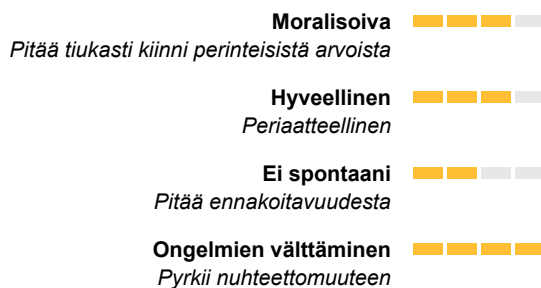 Moralisoiva
Pitää tiukasti kiinni perinteisistä arvoista
Hyveellinen
Periaatteellinen
Ei spontaani
Pitää ennakoitavuudesta
Ongelmien välttäminen
Pyrkii nuhteettomuuteen